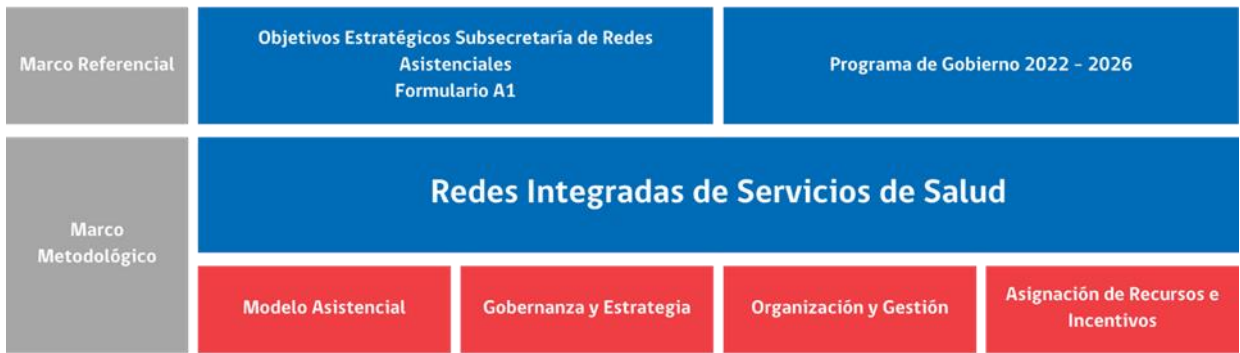 Marco Referencial
Objetivos Estratégicos Subsecretaría de Redes
Asistenciales
Formulario A1
Programa de Gobierno 2022 - 2026
Marco
Metodológico
Redes Integradas de Servicios de Salud
Modelo Asistencial
Gobernanza y Estrategia
Organización y Gestión
Asignación de Recursos e
Incentivos